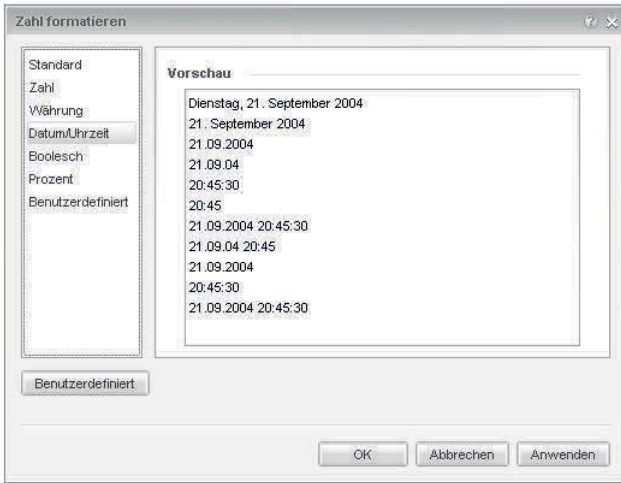 Zahl formatieren
Standard
Zahl
Währung
Datum/Uhrzeit
Boolesch
Prozent
Benutzerdefiniert
Vorschau
Dienstag, 21. September 2004
21. September 2004
21.09.2004
21.09.04
20:45:30
20:45
21.09.2004 20:45:30
21.09.04 20:45
21.09.2004
20:45:30
21.09.2004 20:45:30
Benutzerdefiniert
OK
Abbrechen
Anwenden